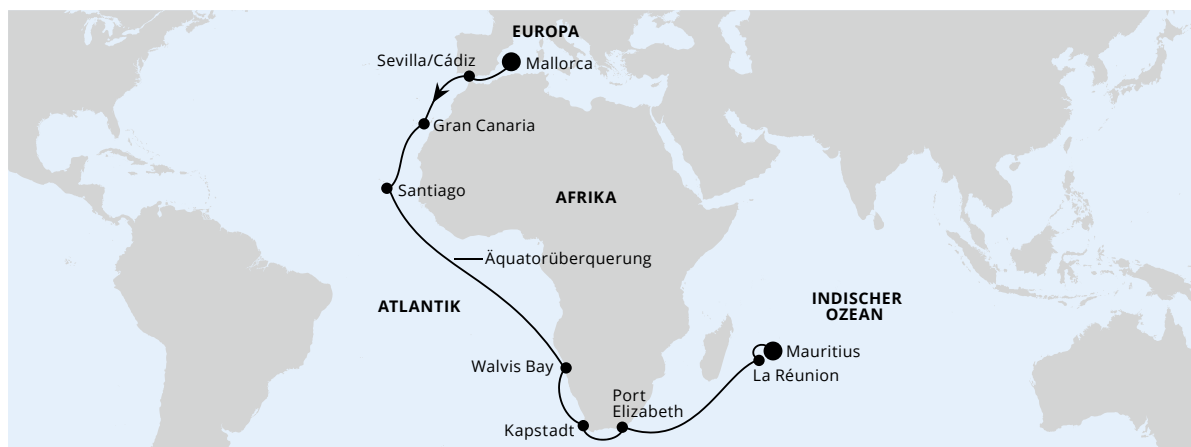 EUROPA
Sevilla/Cádiz
Mallorca
Gran Canaria
Santiago
AFRIKA
Äquatorüberquerung
ATLANTIK
INDISCHER
OZEAN
Mauritius
La Réunion
Walvis Bay
Port
Elizabeth
Kapstadt